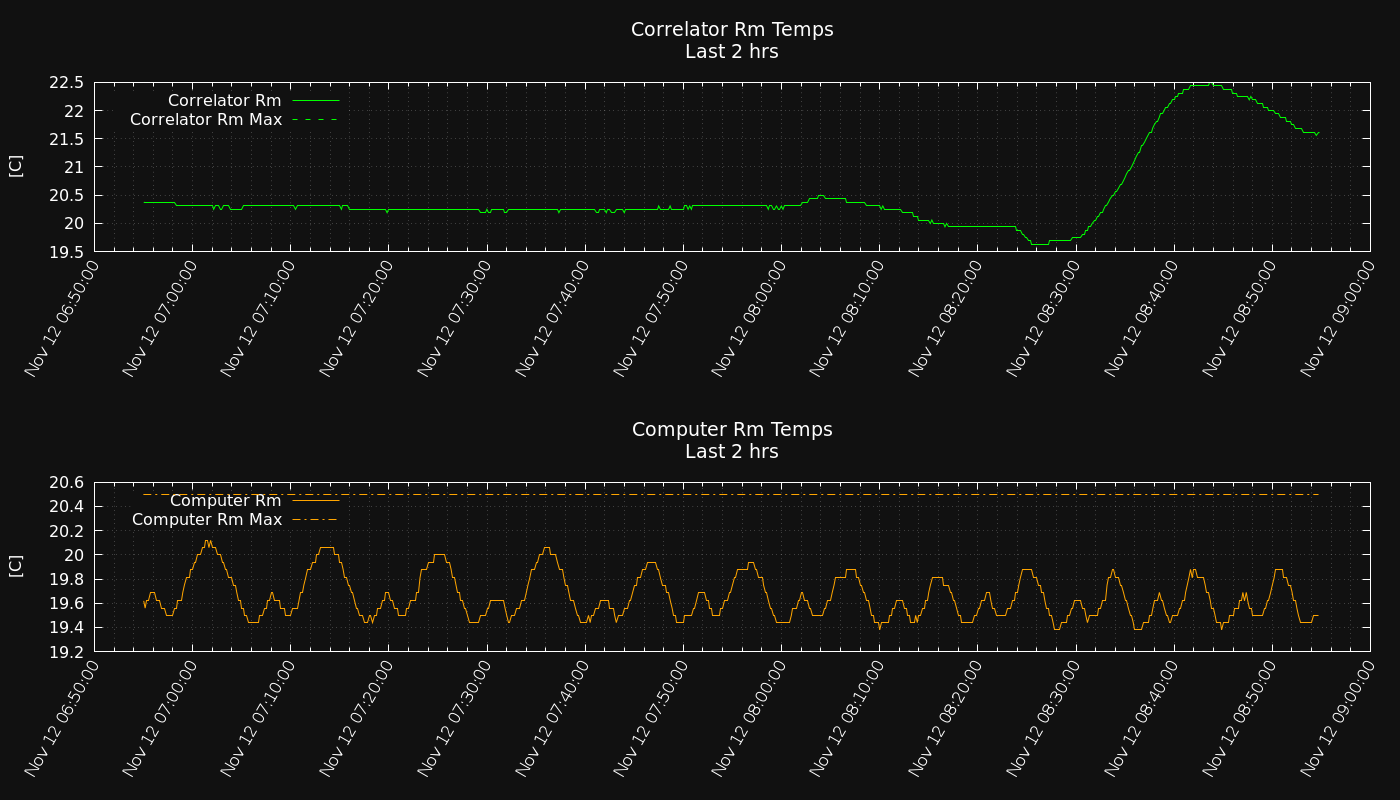 Correlator Rm Temps
Last 2 hrs
22.5
22
21.5
21
20.5
20
19.5
[C]
Correlator Rm
Correlator Rm Max
Nov 12 06:50:00
Nov 12 07:00:00
Nov 12 07:10:00
Nov 12 07:20:00
Nov 12 07:30:00
Nov 12 07:40:00
Nov 12 07:50:00
Nov 12 08:00:00
Nov 12 08:10:00
Nov 12 08:20:00
Nov 12 08:30:00
Nov 12 08:40:00
Nov 12 08:50:00
Nov 12 09:00:00
Computer Rm Temps
Last 2 hrs
20.6
20.4
20.2
20
19.8
19.6
19.4
19.2
[C]
Computer Rm
Computer Rm Max
Nov 12 06:50:00
Nov 12 07:00:00
Nov 12 07:10:00
Nov 12 07:20:00
Nov 12 07:30:00
Nov 12 07:40:00
Nov 12 07:50:00
Nov 12 08:00:00
Nov 12 08:10:00
Nov 12 08:20:00
Nov 12 08:30:00
Nov 12 08:40:00
Nov 12 08:50:00
Nov 12 09:00:00